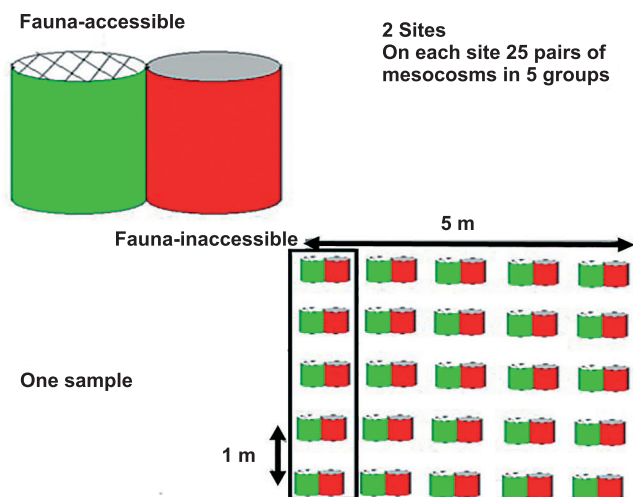 Fauna-accessible
2 Sites
On each site 25 pairs of
mesocosms in 5 groups
Fauna-inaccessible
5 m
One sample
1 m